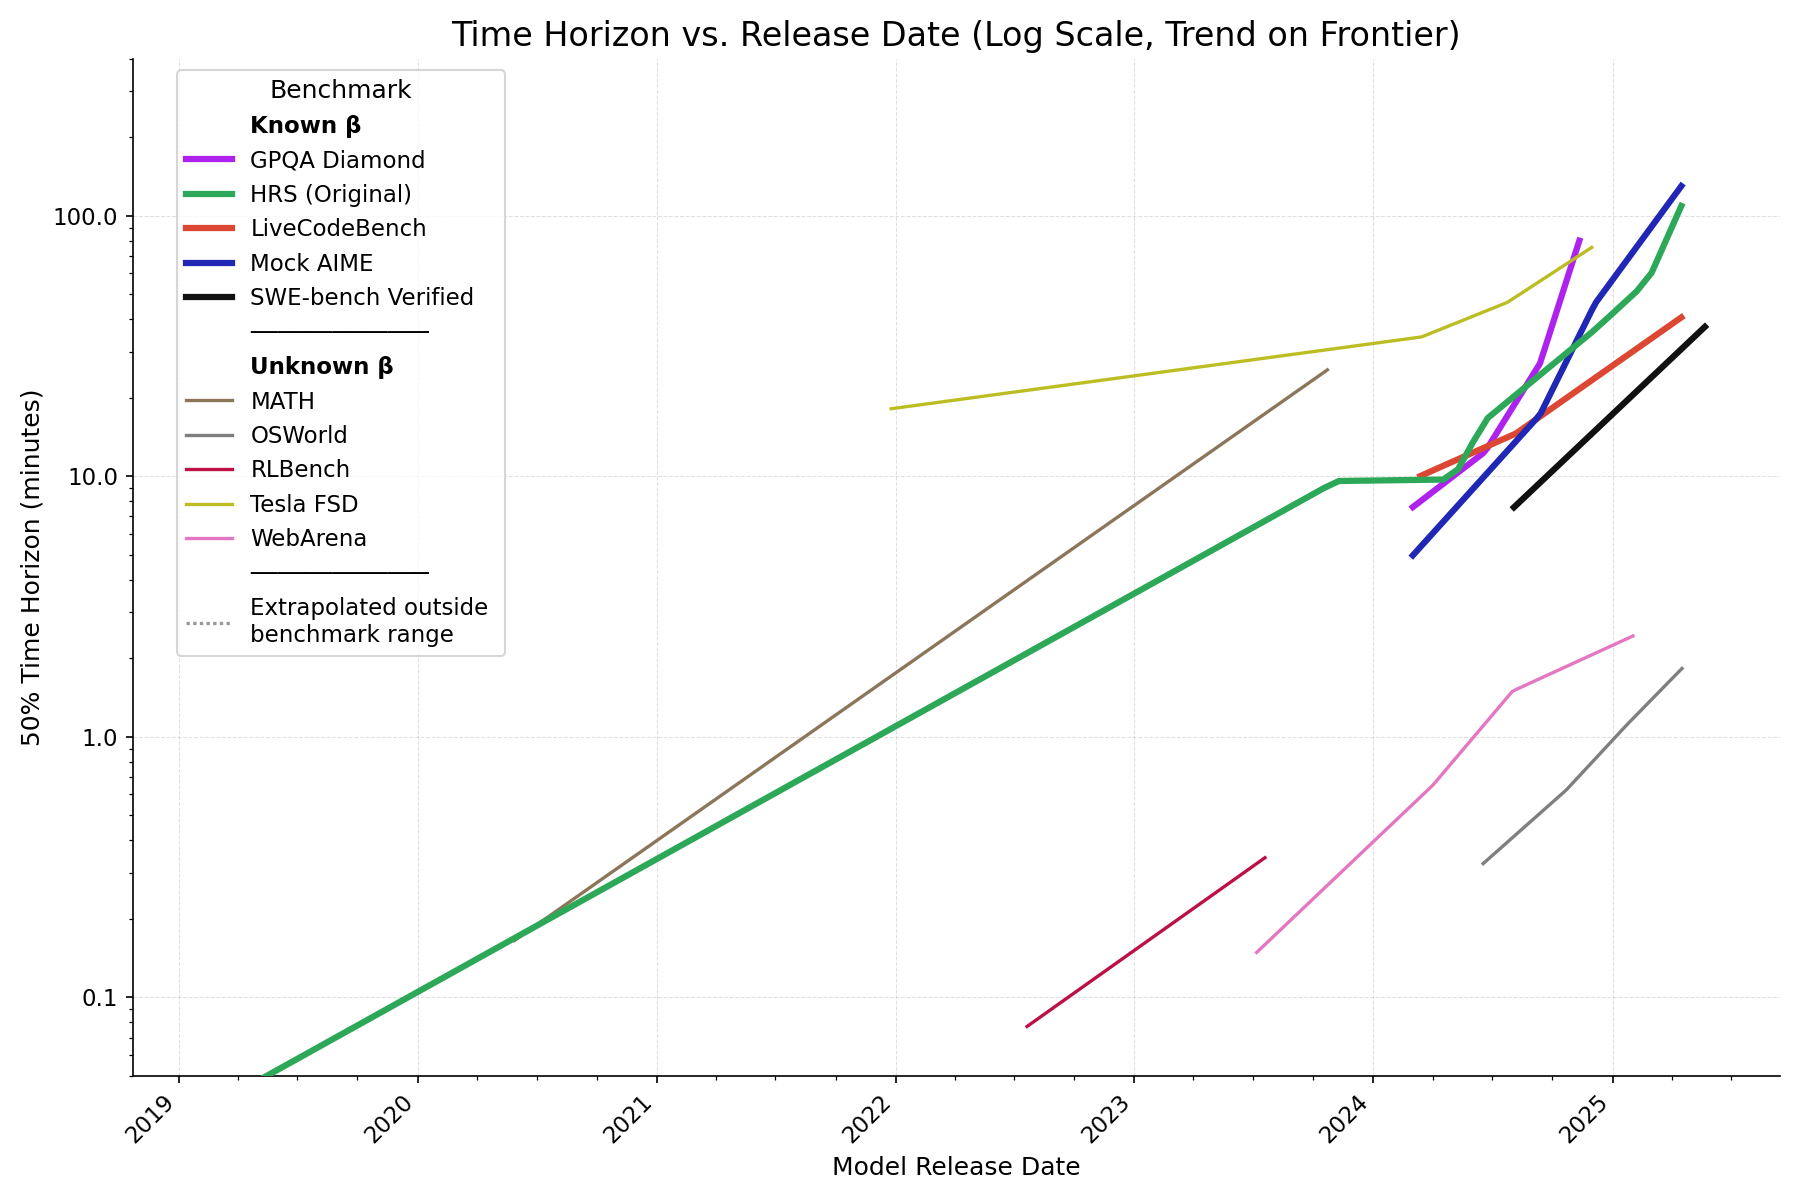 Time Horizon vs. Release Date (Log Scale, Trend on Frontier)
Benchmark
Known β
GPQA Diamond
HRS (Original)
LiveCodeBench
Mock AIME
SWE-bench Verified
Unknown β
MATH
OSWorld
RLBench
Tesla FSD
WebArena
Extrapolated outside
benchmark range
50% Time Horizon (minutes)
100.0
10.0
1.0
0.1
2019
2020
2021
2022
2023
2024
2025
Model Release Date